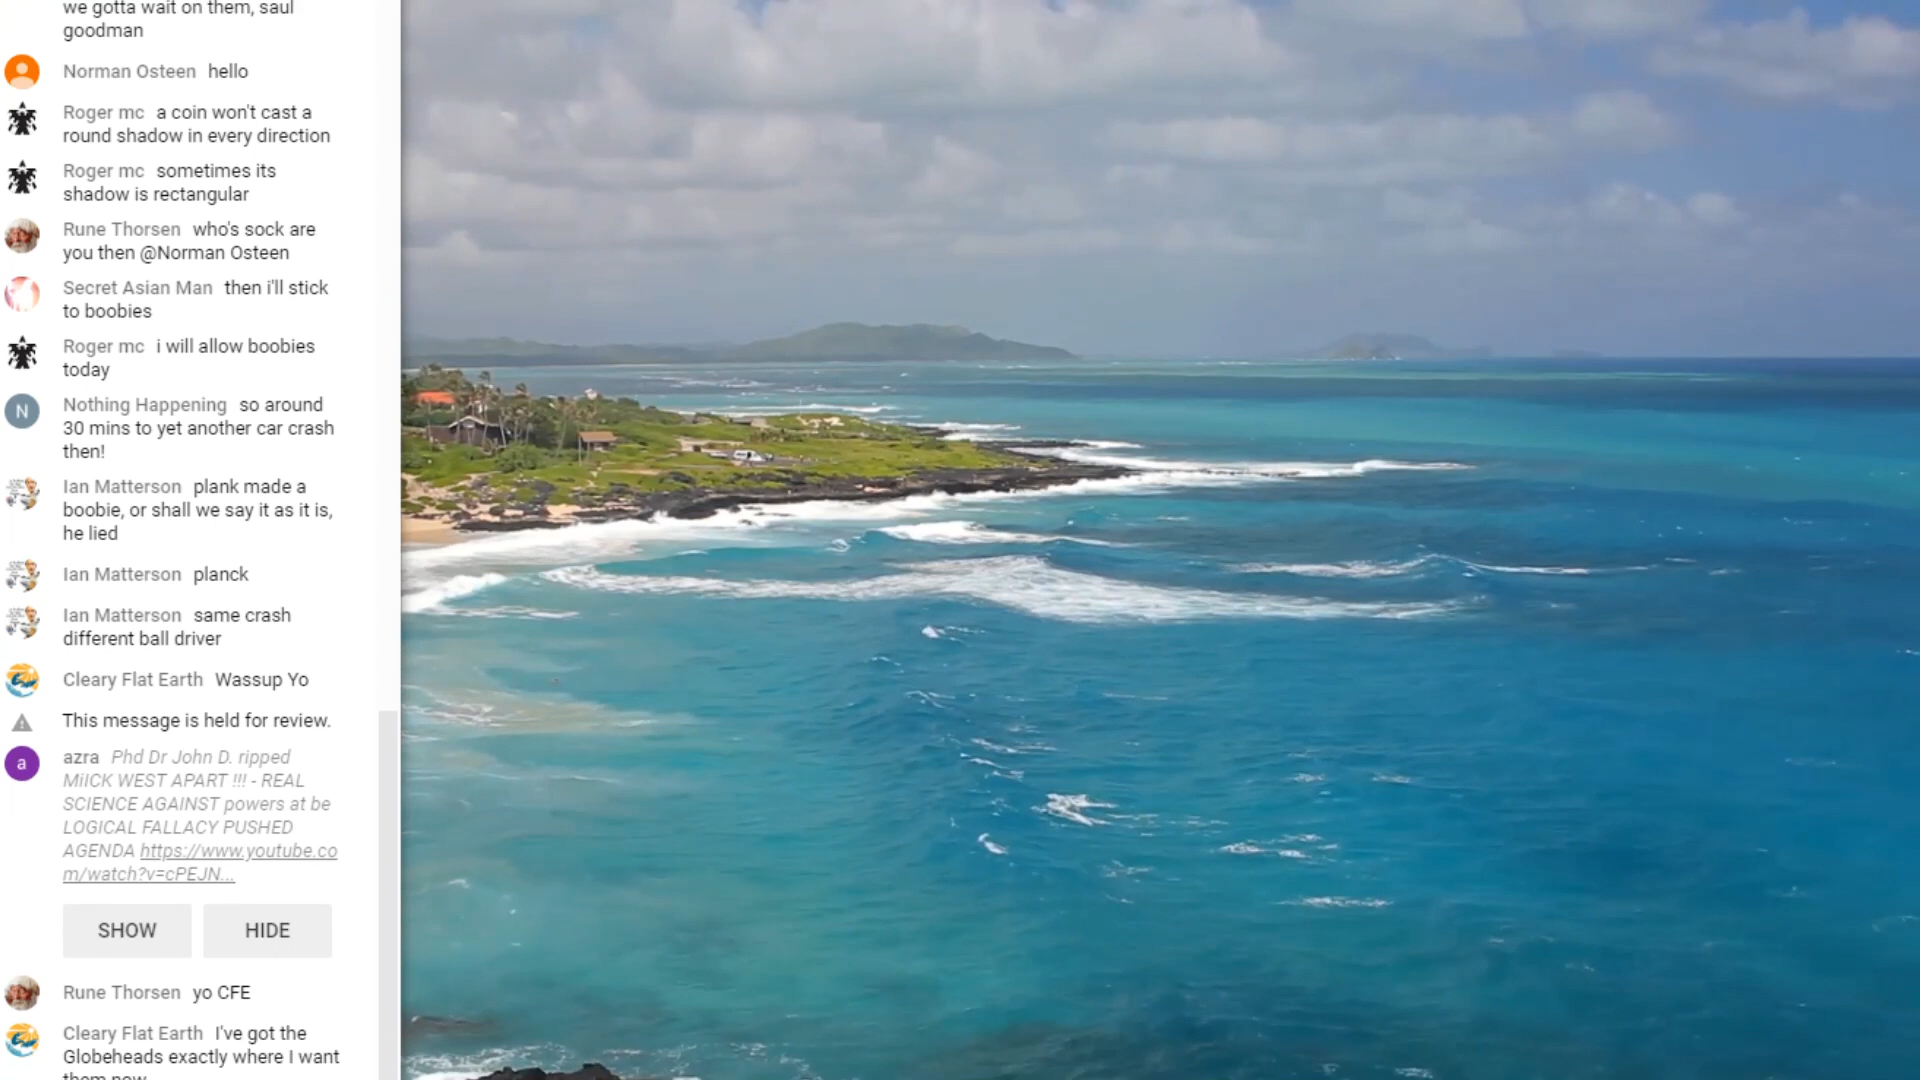 we gotta wait on them, saul
goodman
Norman Osteen hello
Roger mc a coin won't cast a
round shadow in every direction
Roger mc sometimes its
shadow is rectangular
Rune Thorsen who's sock are
you then @Norman Osteen
Secret Asian Man then i'll stick
to boobies
Roger mc i will allow boobies
today
N
Nothing Happening so around
30 mins to yet another car crash
then!
Ian Matterson plank made a
boobie, or shall we say it as it is,
he lied
Ian Matterson planck
Ian Matterson same crash
different ball driver
Cleary Flat Earth Wassup Yo
This message is held for review.
a
azra Phd Dr John D. ripped
MiICK WEST APART !!! - REAL
SCIENCE AGAINST powers at be
LOGICAL FALLACY PUSHED
AGENDA https://www.youtube.co
m/watch?v=cPEJN...
SHOW HIDE
Rune Thorsen yo CFE
Cleary Flat Earth I've got the
Globeheads exactly where I want
them now